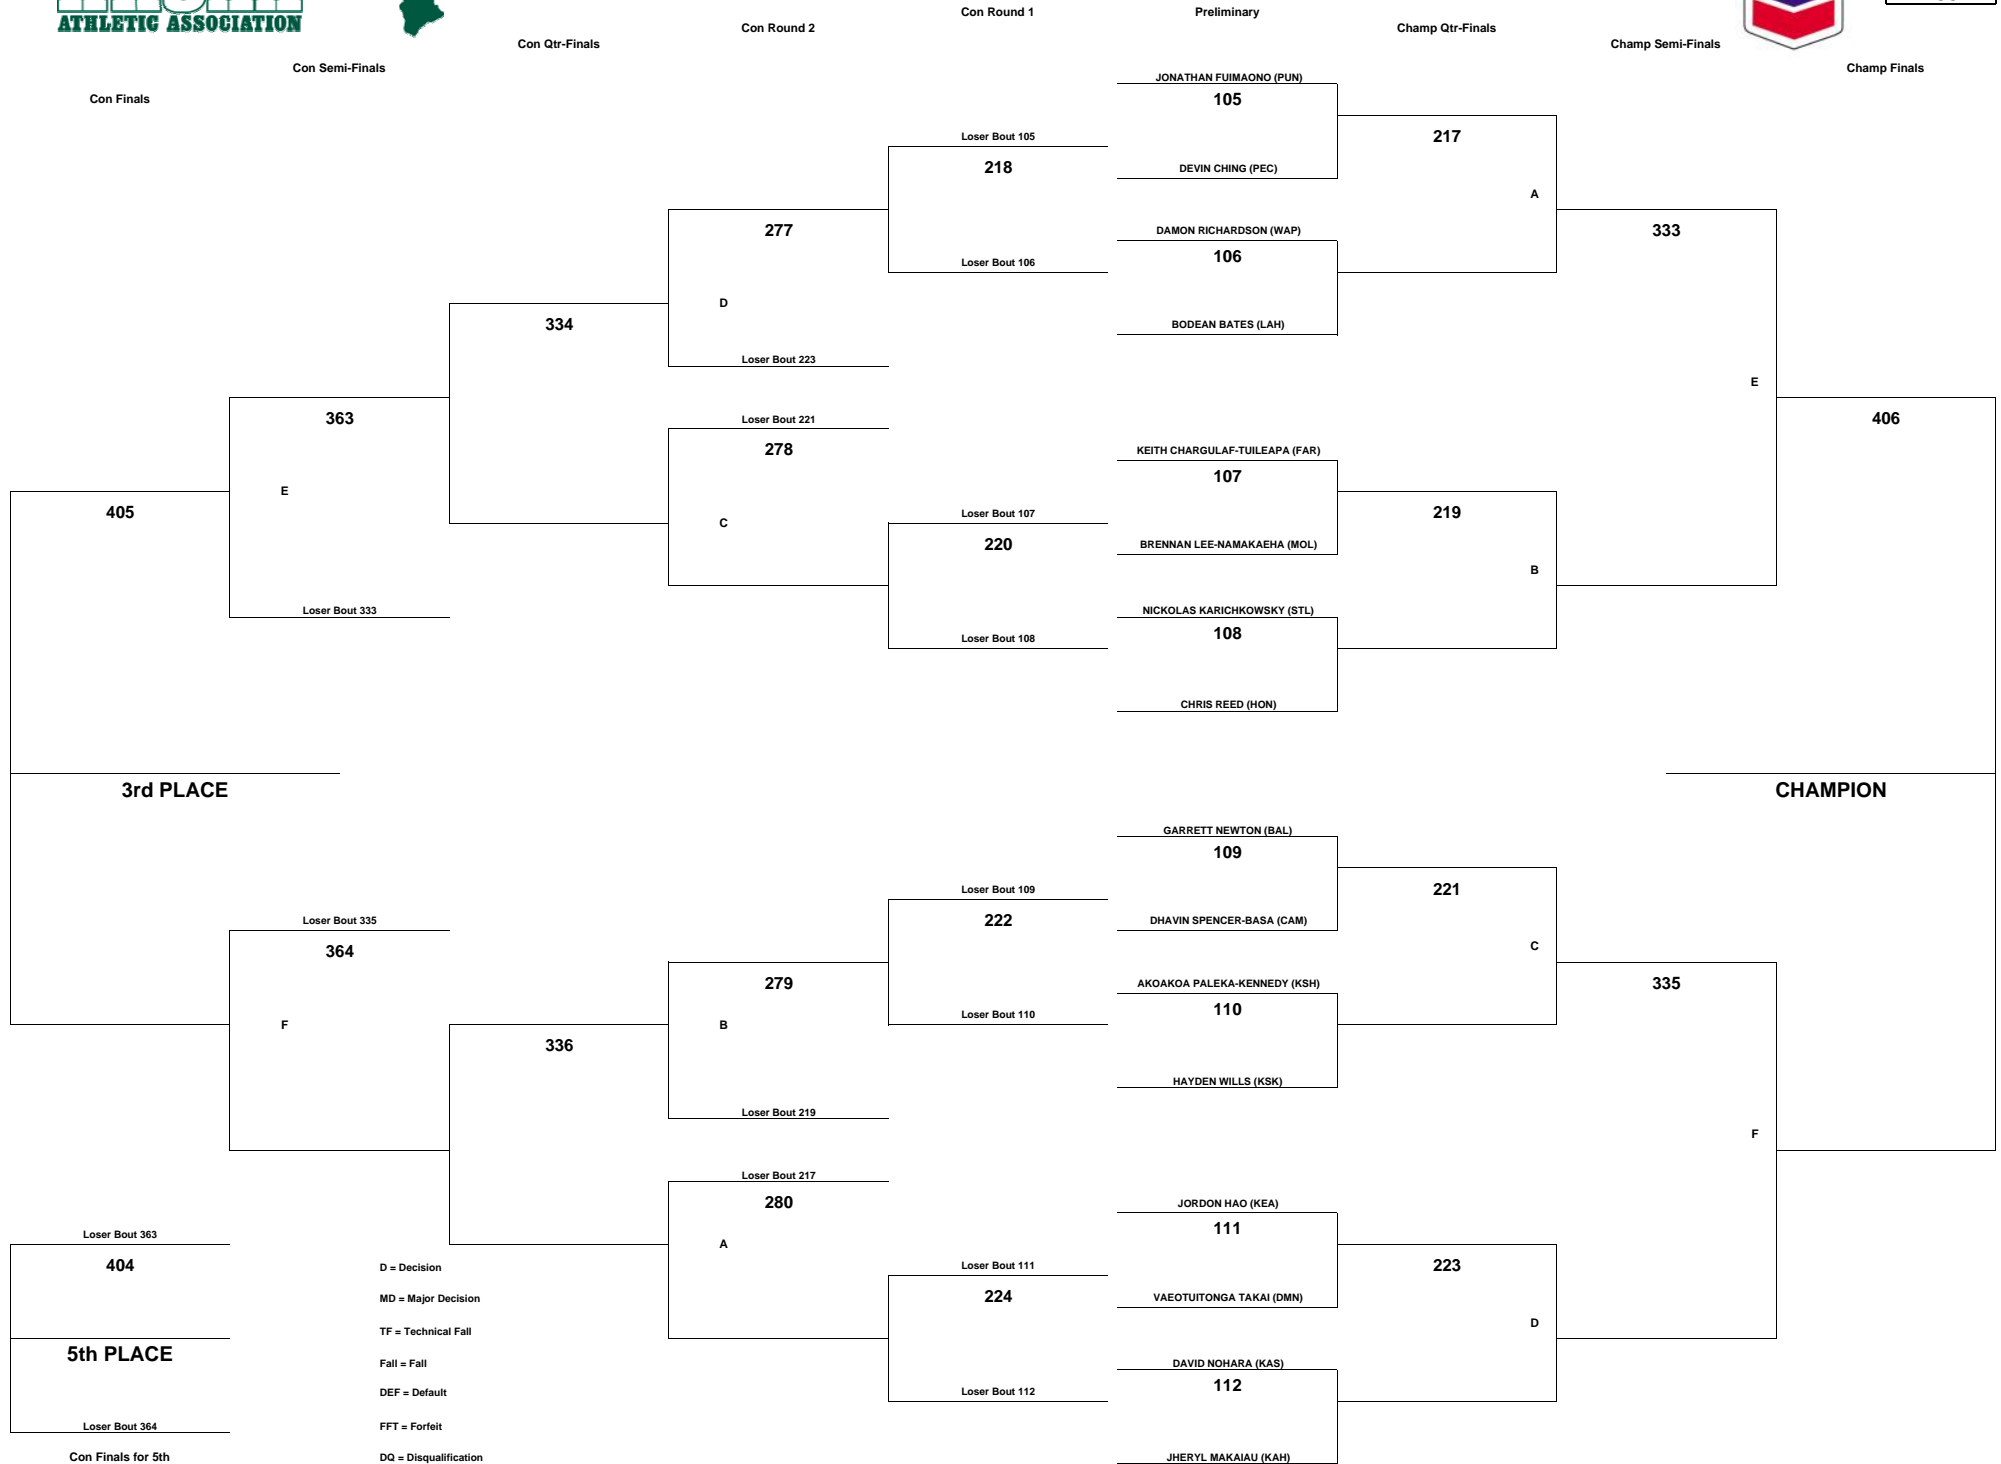 ATHLETIC ASSOCIATION
Con Finals
Con Semi-Finals
Con Qtr-Finals
Con Round 2
Con Round 1
Preliminary
Champ Qtr-Finals
Champ Semi-Finals
Champ Finals
JONATHAN FUIMAONO (PUN)
105
DEVIN CHING (PEC)
DAMON RICHARDSON (WAP)
106
BODEAN BATES (LAH)
KEITH CHARGULAF-TUILEAPA (FAR)
107
BRENNAN LEE-NAMAKAEHA (MOL)
NICKOLAS KARICHKOWSKY (STL)
108
CHRIS REED (HON)
GARRETT NEWTON (BAL)
109
DHAVIN SPENCER-BASA (CAM)
AKOAKOA PALEKA-KENNEDY (KSH)
110
HAYDEN WILLS (KSK)
JORDON HAO (KEA)
111
VAEOTUITONGA TAKAI (DMN)
DAVID NOHARA (KAS)
112
JHERYL MAKAIAU (KAH)
217
A
219
B
221
C
223
D
333
E
335
F
406
CHAMPION
Loser Bout 105
218
Loser Bout 106
Loser Bout 107
220
Loser Bout 108
Loser Bout 109
222
Loser Bout 110
Loser Bout 111
224
Loser Bout 112
277
D
Loser Bout 223
Loser Bout 221
278
C
279
B
Loser Bout 219
Loser Bout 217
280
A
334
336
363
E
Loser Bout 333
Loser Bout 335
364
F
405
3rd PLACE
Loser Bout 363
404
5th PLACE
Loser Bout 364
Con Finals for 5th
D = Decision
MD = Major Decision
TF = Technical Fall
Fall = Fall
DEF = Default
FFT = Forfeit
DQ = Disqualification